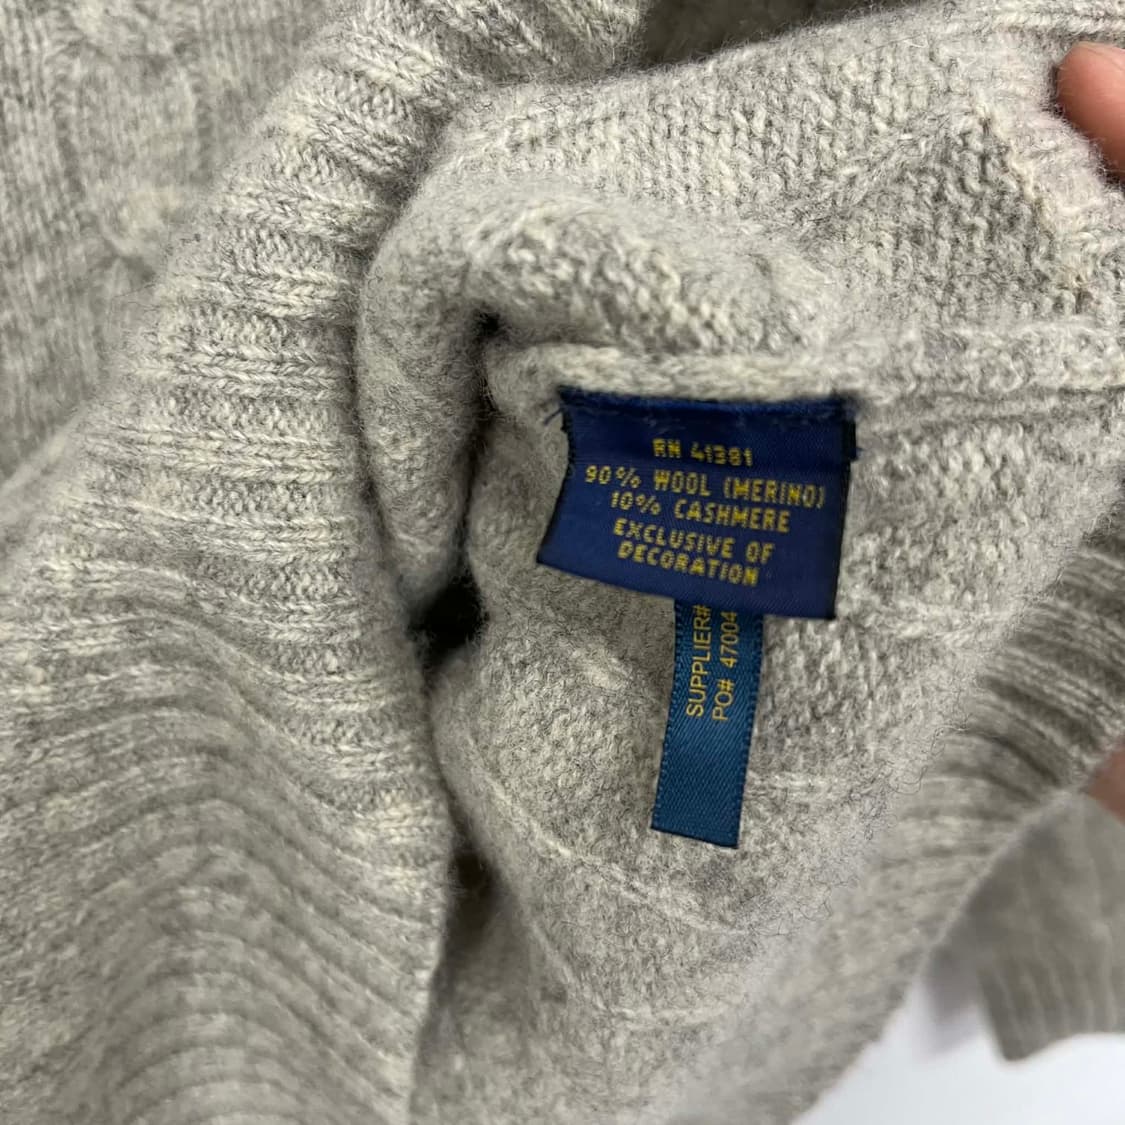 RN 41381
90% WOOL (MERINO)
10% CASHMERE
EXCLUSIVE OF
DECORATION
SUPPLIER#
PO# 47004